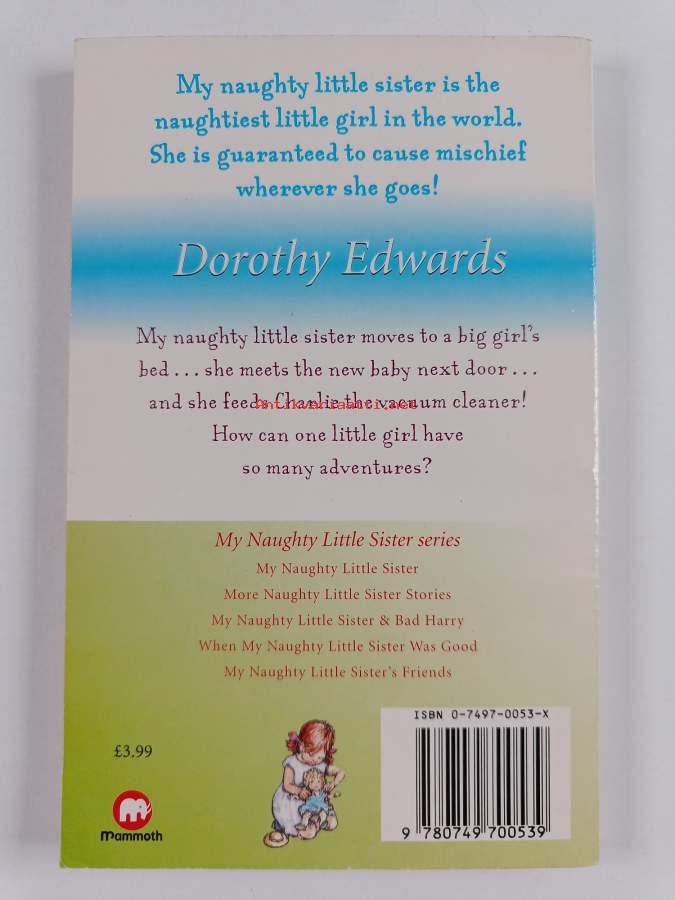 My naughty little sister is the
naughtiest little girl in the world.
She is guaranteed to cause mischief
wherever she goes!
Dorothy Edwards
My naughty little sister moves to a big girl's
bed . . . she meets the new baby next door . . .
and she feeds Charlie the vacuum cleaner!
Antikvariaatti.net
How can one little girl have
so many adventures?
My Naughty Little Sister series
My Naughty Little Sister
More Naughty Little Sister Stories
My Naughty Little Sister & Bad Harry
When My Naughty Little Sister Was Good
My Naughty Little Sister's Friends
ISBN 0-7497-0053-X
£3.99
mammoth
9 780749 700539